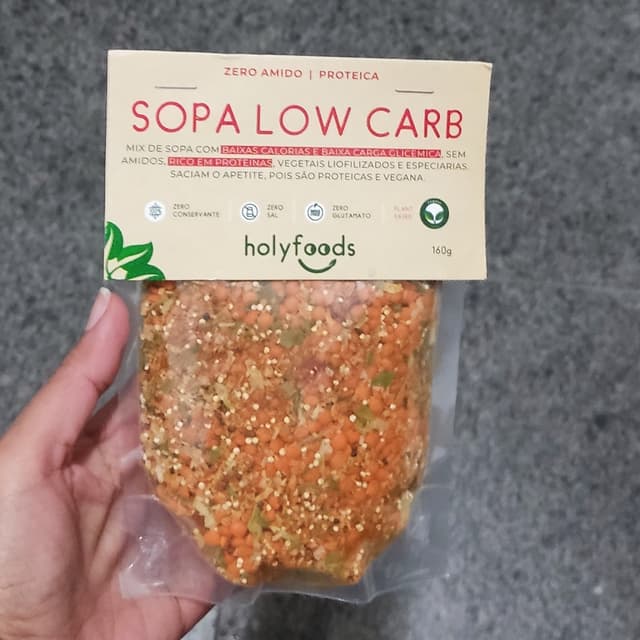 ZERO AMIDO | PROTEICA
SOPA LOW CARB
MIX DE SOPA COM BAIXAS CALORIAS E BAIXA CARGA GLICÊMICA, SEM
AMIDOS, RICO EM PROTEÍNAS, VEGETAIS LIOFILIZADOS E ESPECIARIAS.
SACIAM O APETITE, POIS SÃO PROTEICAS E VEGANA.
ZERO
CONSERVANTE
ZERO
SAL
ZERO
GLUTAMATO
PLANT
BASED
holyfoods
160g